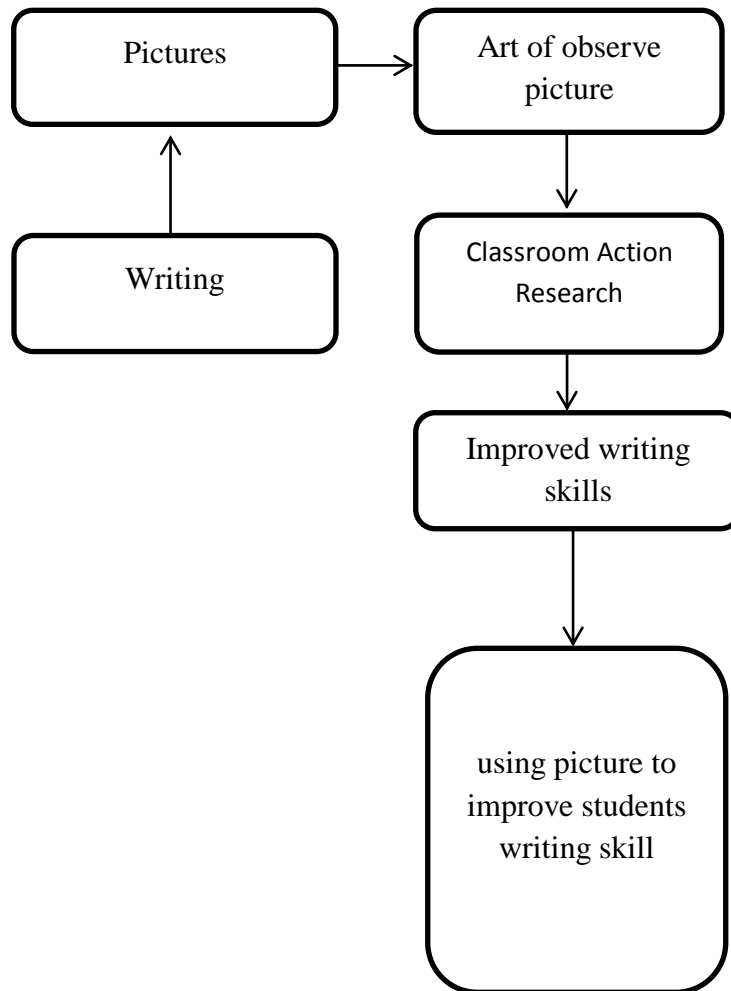 Pictures
Art of observe
picture
Writing
Classroom Action
Research
Improved writing
skills
using picture to
improve students
writing skill